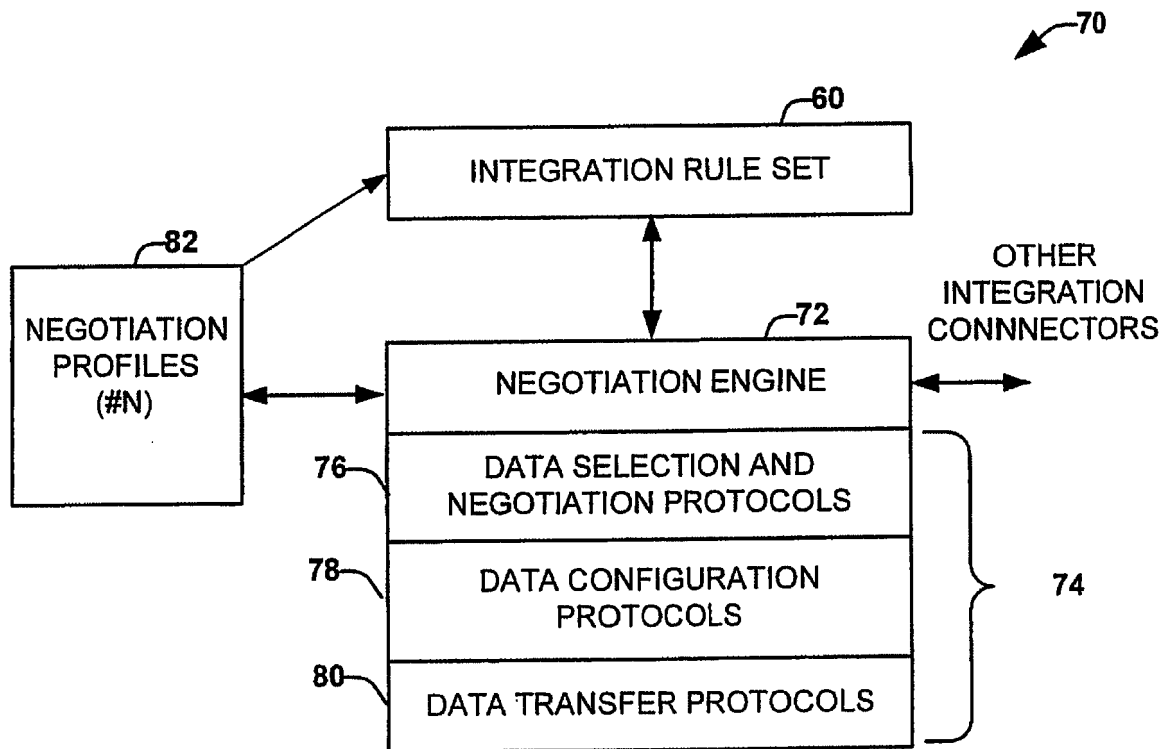 70
60
INTEGRATION RULE SET
82
NEGOTIATION
PROFILES
(#N)
OTHER
INTEGRATION
CONNNECTORS
72
NEGOTIATION ENGINE
76
DATA SELECTION AND
NEGOTIATION PROTOCOLS
78
DATA CONFIGURATION
PROTOCOLS
74
80
DATA TRANSFER PROTOCOLS